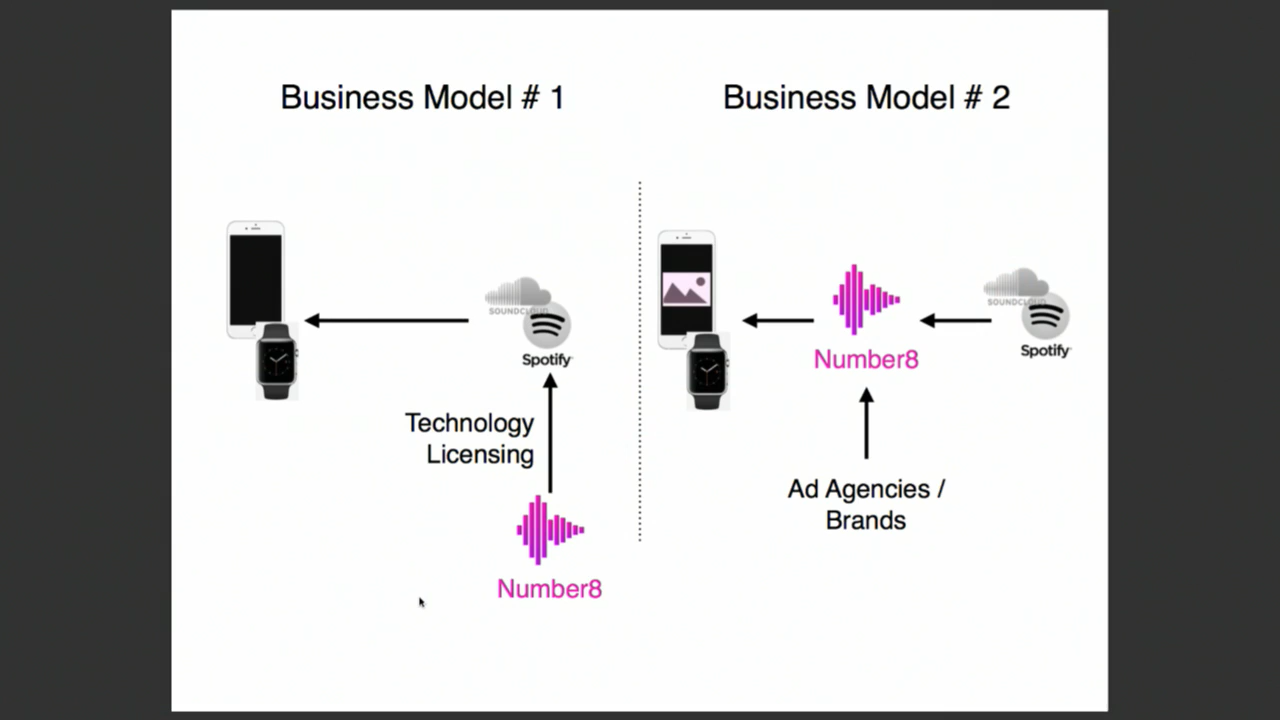 Business Model # 1
Business Model # 2
SOUNDCLOUD
Spotify
Technology
Licensing
Number8
Number8
SOUNDCLOUD
Spotify
Ad Agencies /
Brands